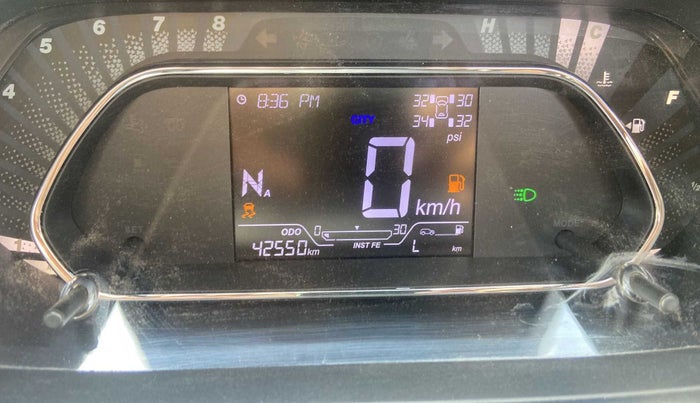 4 5 6 7 8 H C F
8:36 PM 32 30
CITY 34 32
psi
N A 0 km/h
ODO 0 30
42550 km INST FE L km